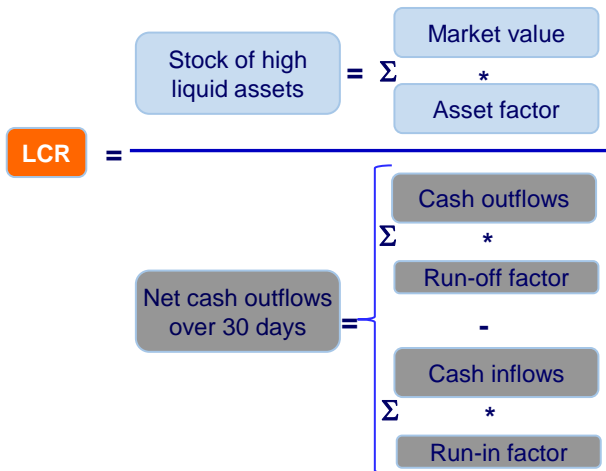 Market value
Stock of high
liquid assets
= Σ *
Asset factor
LCR =
Cash outflows
Σ *
Run-off factor
Net cash outflows
over 30 days
=
-
Cash inflows
Σ *
Run-in factor